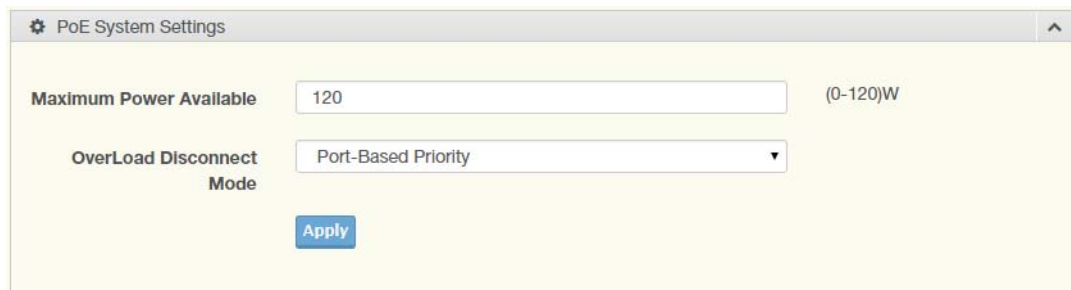 PoE System Settings
Maximum Power Available
120
(0-120)W
OverLoad Disconnect
Mode
Port-Based Priority
Apply